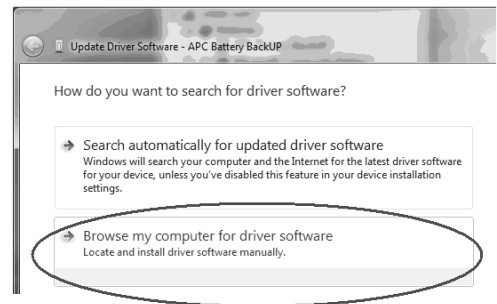 Update Driver Software - APC Battery BackUP
How do you want to search for driver software?
Search automatically for updated driver software
Windows will search your computer and the Internet for the latest driver software
for your device, unless you've disabled this feature in your device installation
settings.
Browse my computer for driver software
Locate and install driver software manually.